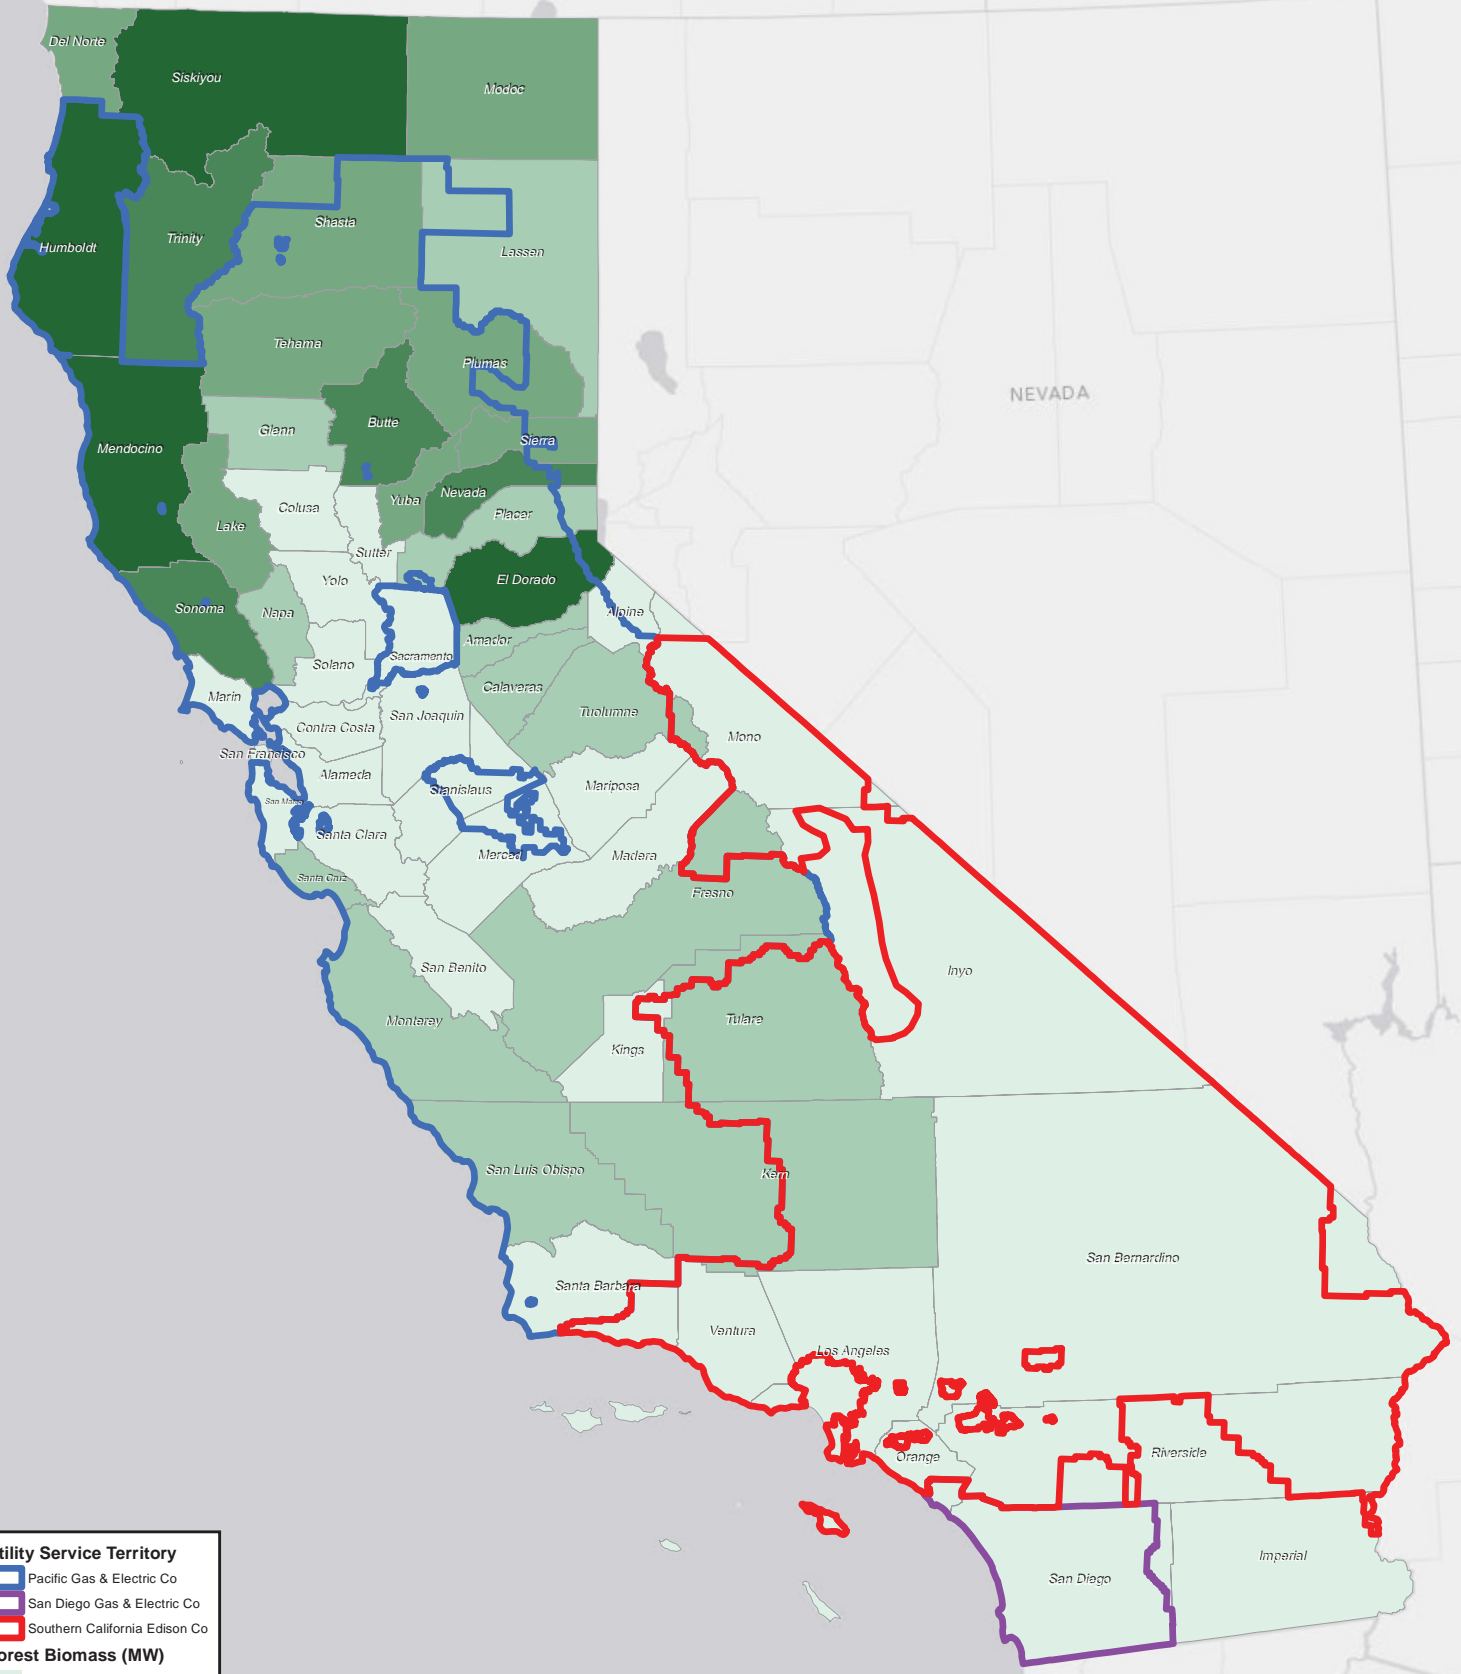 Del Norte
Siskiyou
Modoc
Shasta
Trinity
Humboldt
Lassen
Tehama
Plumas
NEVADA
Butte
Glenn
Sierra
Mendocino
Nevada
Yuba
Colusa
Placer
Lake
Sutter
Yolo
El Dorado
Sonoma
Napa
Alpine
Amador
Sacramento
Solano
Calaveras
Marin
Tuolumne
San Joaquin
Contra Costa
Mono
San Francisco
Alameda
Mariposa
Stanislaus
San Mateo
Santa Clara
Merced
Madera
Santa Cruz
Fresno
San Benito
Inyo
Monterey
Tulare
Kings
San Luis Obispo
Kern
San Bernardino
Santa Barbara
Ventura
Los Angeles
Riverside
Orange
Imperial
San Diego
tility Service Territory
Pacific Gas & Electric Co
San Diego Gas & Electric Co
Southern California Edison Co
orest Biomass (MW)